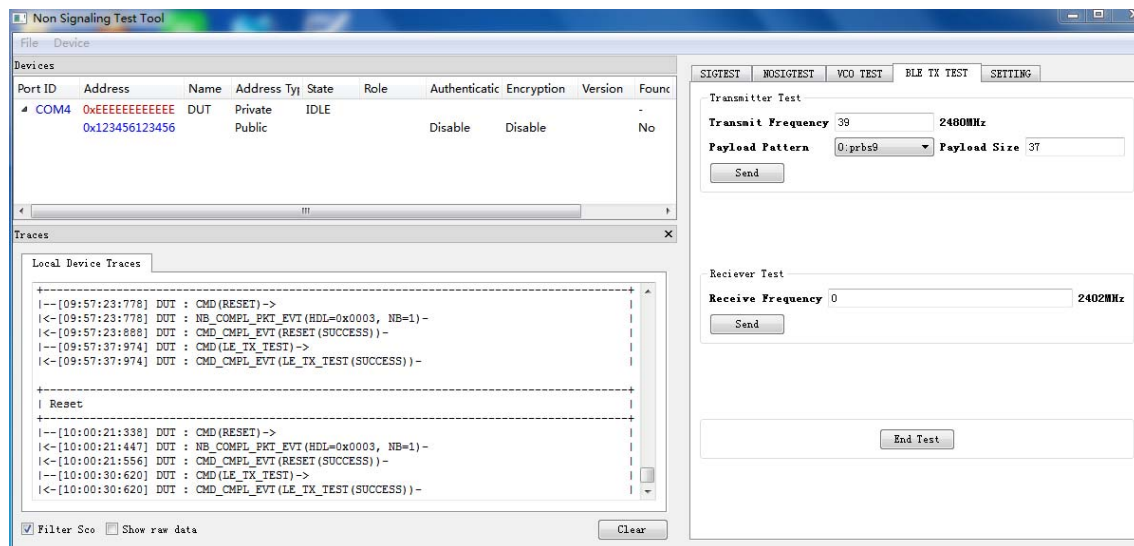 Non Signaling Test Tool
File Device
Devices
Port ID Address Name Address Typ State Role Authenticatic Encryption Version Found
COM4 0xEEEEEEEEEEEE DUT Private IDLE -
0x123456123456 Public Disable Disable No
Traces
Local Device Traces
+------------------------------------------------------------------------------------+
|--[09:57:23:778] DUT : CMD(RESET)-> |
|<-[09:57:23:778] DUT : NB_COMPL_PKT_EVT(HDL=0x0003, NB=1)- |
|<-[09:57:23:888] DUT : CMD_CMPL_EVT(RESET(SUCCESS))- |
|--[09:57:37:974] DUT : CMD(LE_TX_TEST)-> |
|<-[09:57:37:974] DUT : CMD_CMPL_EVT(LE_TX_TEST(SUCCESS))- |
+------------------------------------------------------------------------------------+
| Reset |
+------------------------------------------------------------------------------------+
|--[10:00:21:338] DUT : CMD(RESET)-> |
|<-[10:00:21:447] DUT : NB_COMPL_PKT_EVT(HDL=0x0003, NB=1)- |
|<-[10:00:21:556] DUT : CMD_CMPL_EVT(RESET(SUCCESS))- |
|--[10:00:30:620] DUT : CMD(LE_TX_TEST)-> |
|<-[10:00:30:620] DUT : CMD_CMPL_EVT(LE_TX_TEST(SUCCESS))- |
Filter Sco Show raw data Clear
SIGTEST NOSIGTEST VCO TEST BLE TX TEST SETTING
Transmitter Test
Transmit Frequency 39 2480MHz
Payload Pattern 0:prbs9 Payload Size 37
Send
Reciever Test
Receive Frequency 0 2402MHz
Send
End Test